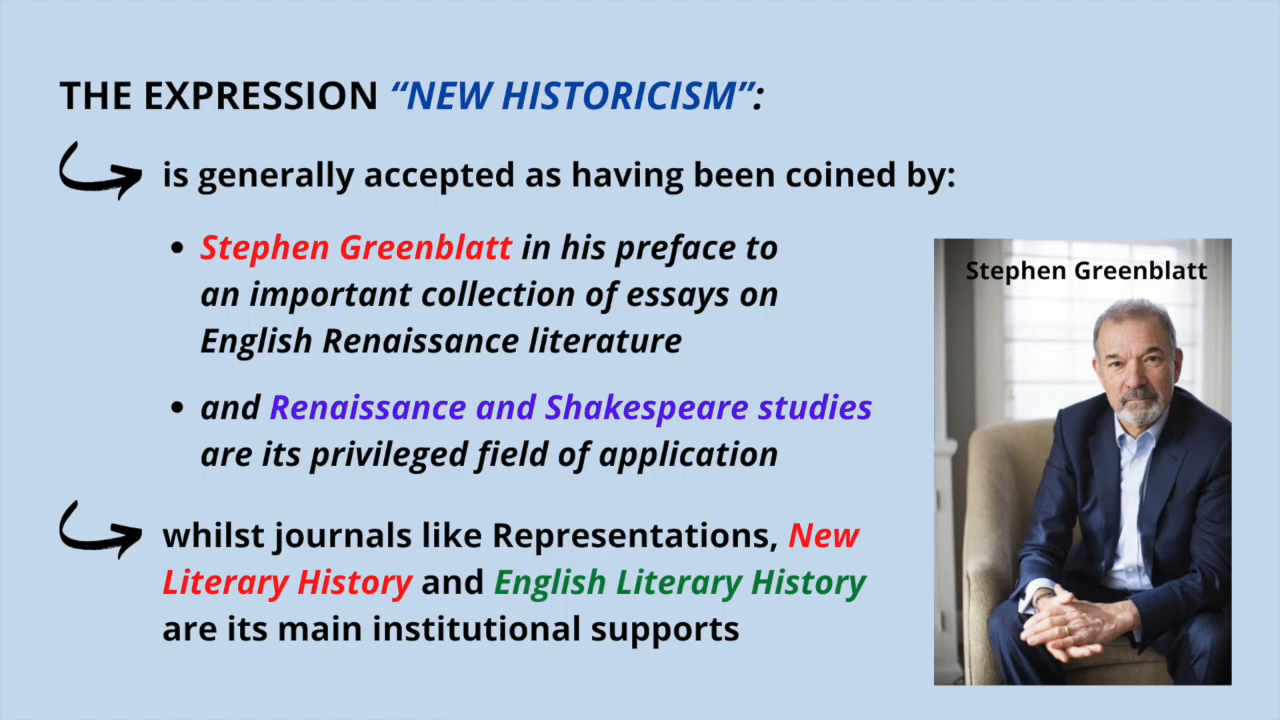 THE EXPRESSION “NEW HISTORICISM”:
is generally accepted as having been coined by:
• Stephen Greenblatt in his preface to
an important collection of essays on
English Renaissance literature
• and Renaissance and Shakespeare studies
are its privileged field of application
whilst journals like Representations, New
Literary History and English Literary History
are its main institutional supports
Stephen Greenblatt